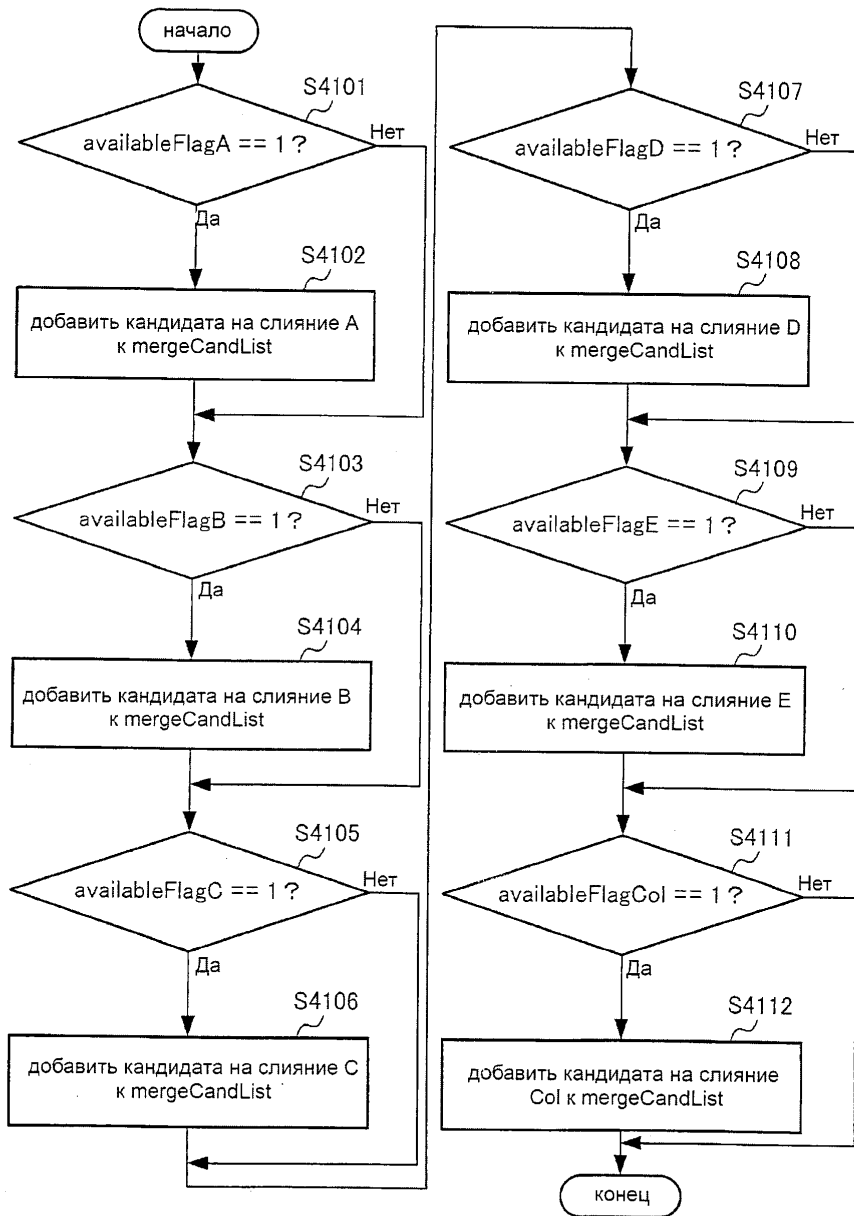 начало
S4101
availableFlagA == 1?
Нет
Да
S4102
добавить кандидата на слияние A
к mergeCandList
S4103
availableFlagB == 1?
Нет
Да
S4104
добавить кандидата на слияние B
к mergeCandList
S4105
availableFlagC == 1?
Нет
Да
S4106
добавить кандидата на слияние C
к mergeCandList
S4107
availableFlagD == 1?
Нет
Да
S4108
добавить кандидата на слияние D
к mergeCandList
S4109
availableFlagE == 1?
Нет
Да
S4110
добавить кандидата на слияние E
к mergeCandList
S4111
availableFlagCol == 1?
Нет
Да
S4112
добавить кандидата на слияние
Col к mergeCandList
конец